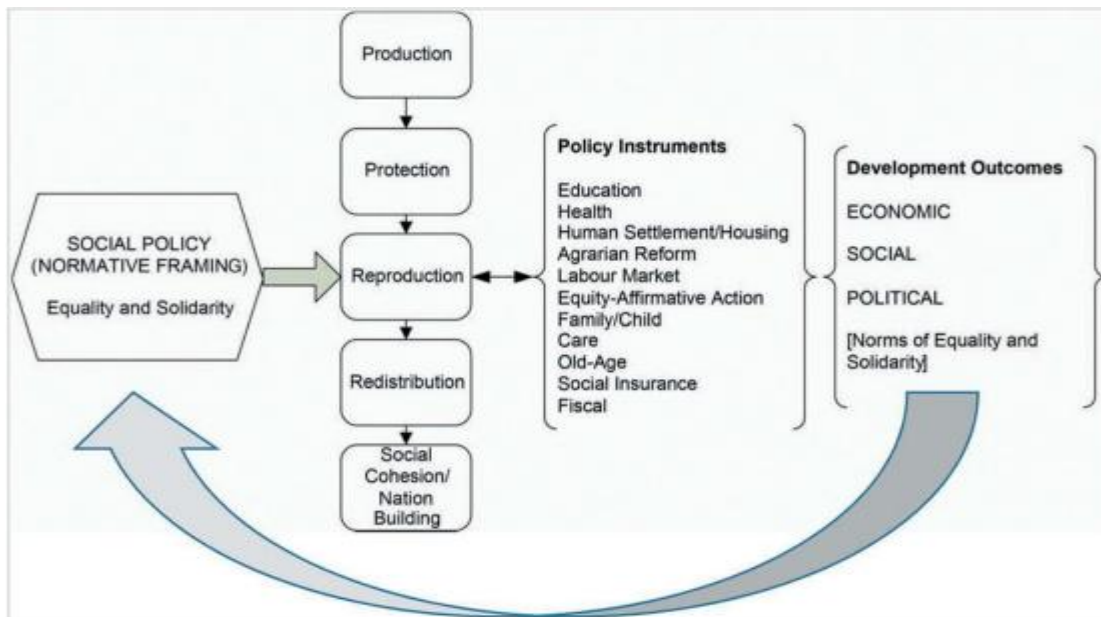 SOCIAL POLICY
(NORMATIVE FRAMING)
Equality and Solidarity
Production
Protection
Reproduction
Redistribution
Social
Cohesion/
Nation
Building
Policy Instruments
Education
Health
Human Settlement/Housing
Agrarian Reform
Labour Market
Equity-Affirmative Action
Family/Child
Care
Old-Age
Social Insurance
Fiscal
Development Outcomes
ECONOMIC
SOCIAL
POLITICAL
[Norms of Equality and
Solidarity]